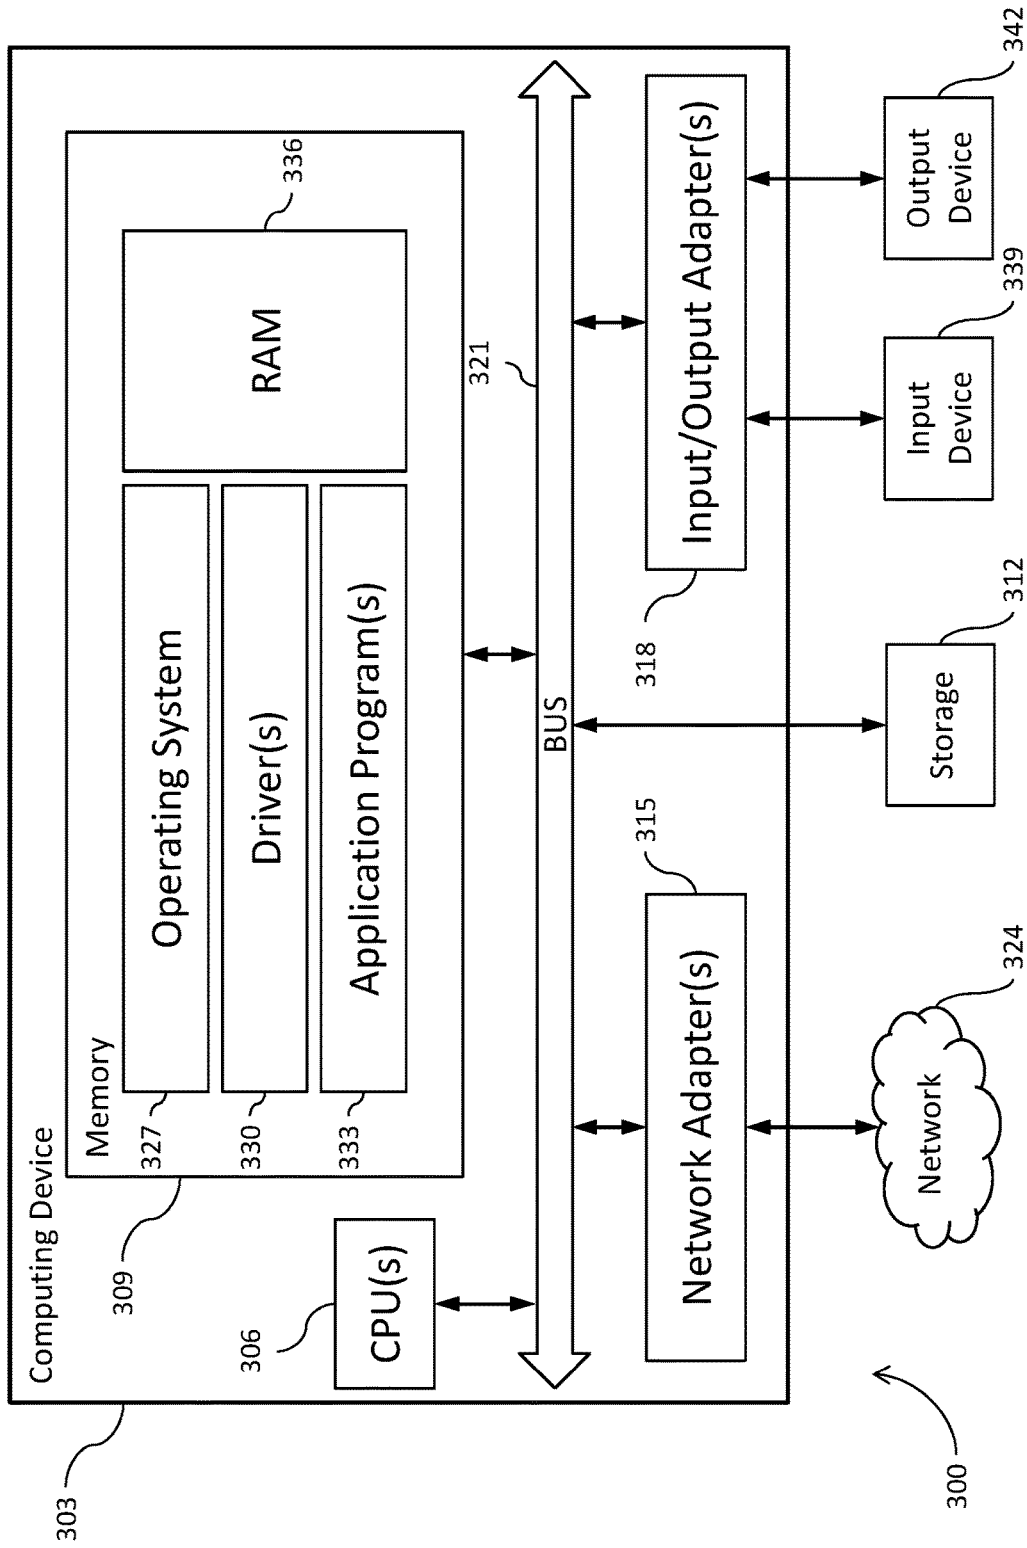 303
Computing Device
309
Memory
327
Operating System
330
Driver(s)
333
Application Program(s)
RAM
336
306
CPU(s)
321
BUS
315
Network Adapter(s)
318
Input/Output Adapter(s)
300
Network
324
Storage
312
Input
Device
339
Output
Device
342